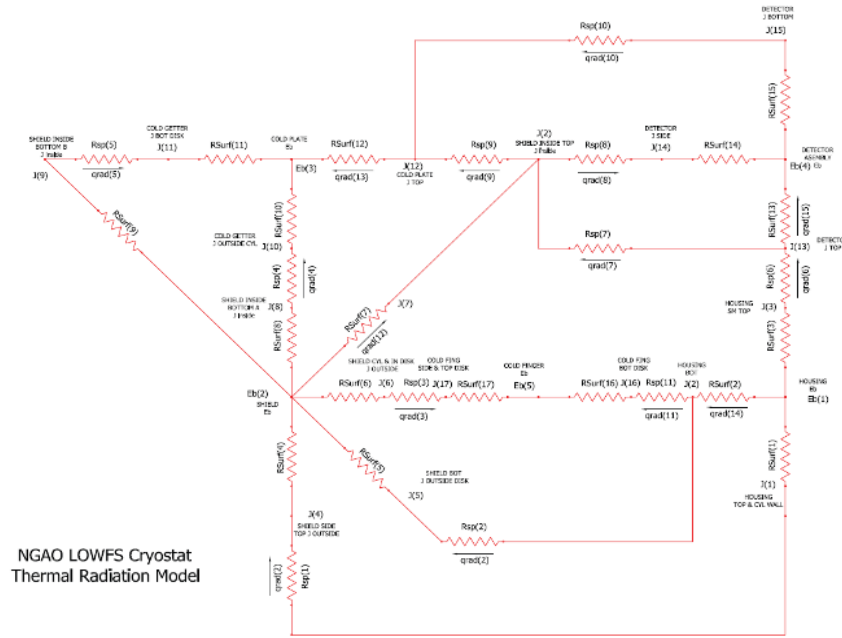 DETECTOR
J BOTTOM
J(15)
Rsp(10)
qrad(10)
RSurf(15)
SHIELD INSIDE
BOTTOM B
J Inside
J(9)
Rsp(5)
qrad(5)
COLD GETTER
J BOT DISK
J(11)
RSurf(11)
COLD PLATE
Eb
Eb(3)
RSurf(12)
qrad(13)
J(12)
COLD PLATE
J TOP
Rsp(9)
qrad(9)
J(2)
SHIELD INSIDE TOP
J Inside
Rsp(8)
qrad(8)
DETECTOR
J SIDE
J(14)
RSurf(14)
DETECTOR
ASEMBLY
Eb
Eb(4)
RSurf(9)
RSurf(10)
COLD GETTER
J OUTSIDE CYL
J(10)
Rsp(4)
qrad(4)
RSurf(13)
qrad(15)
J(13)
DETECT
J TOP
Rsp(7)
qrad(7)
Rsp(6)
qrad(6)
SHIELD INSIDE
BOTTOM A
J Inside
J(8)
RSurf(8)
J(7)
RSurf(7)
qrad(12)
HOUSING
SM TOP
J(3)
RSurf(3)
SHIELD CYL & IN DISK
J OUTSIDE
RSurf(6)
J(6)
Rsp(3)
qrad(3)
COLD FING
SIDE & TOP DISK
J(17)
RSurf(17)
COLD FINGER
Eb
Eb(5)
COLD FING
BOT DISK
RSurf(16)
J(16)
Rsp(11)
qrad(11)
HOUSING
BOT
J(2)
RSurf(2)
qrad(14)
HOUSING
Eb
Eb(1)
Eb(2)
SHIELD
Eb
RSurf(4)
RSurf(5)
SHIELD BOT
J OUTSIDE DISK
J(5)
RSurf(1)
J(1)
HOUSING
TOP & CYL WALL
J(4)
SHIELD SIDE
TOP J OUTSIDE
Rsp(2)
qrad(2)
qrad(2)
Rsp(1)
NGAO LOWFS Cryostat
Thermal Radiation Model